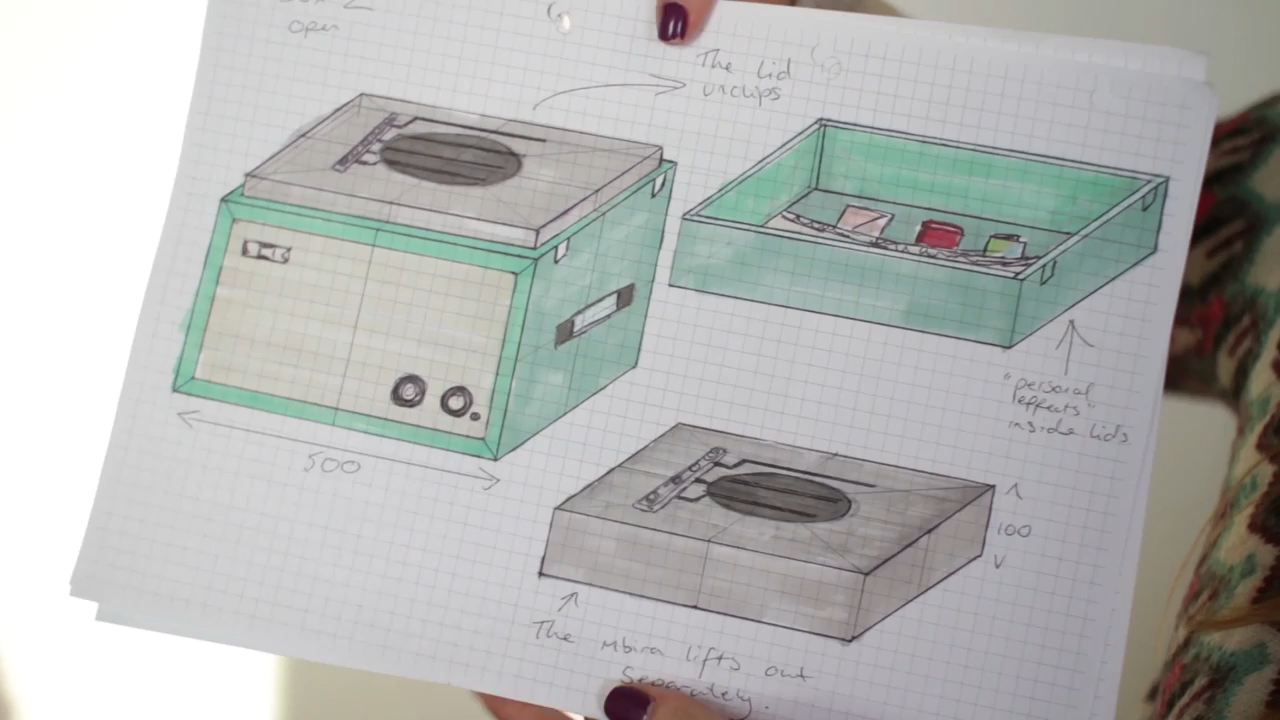 open
The lid
unclips
"personal
effects"
inside lids
500
100
The Mbira lifts out
separately.